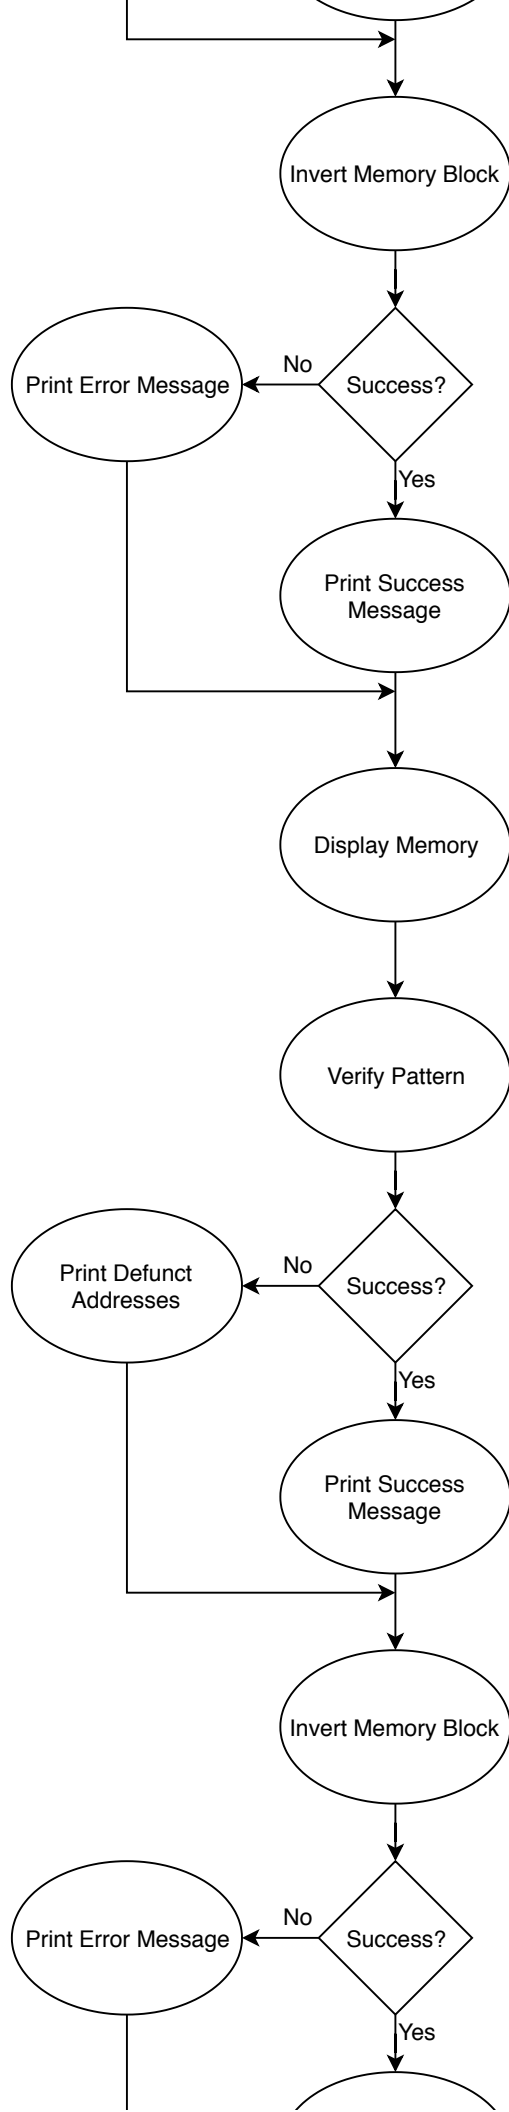 Invert Memory Block
No
Print Error Message
Success?
Yes
Print Success
Message
Display Memory
Verify Pattern
No
Print Defunct
Addresses
Success?
Yes
Print Success
Message
Invert Memory Block
No
Print Error Message
Success?
Yes